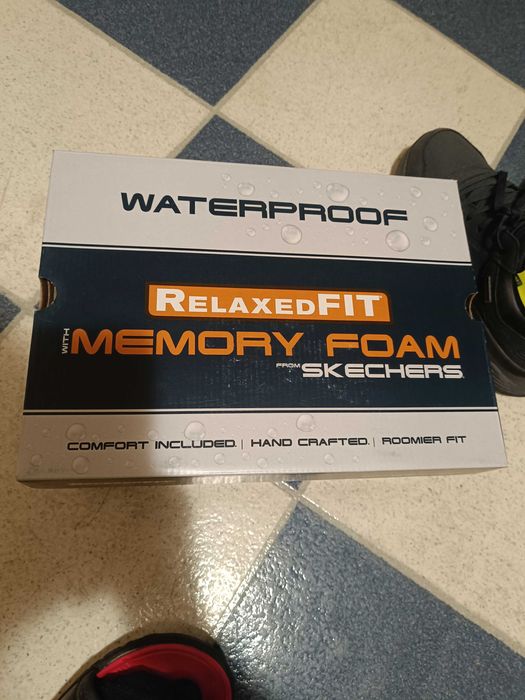 WATERPROOF
RELAXEDFIT
WITH MEMORY FOAM
FROM SKECHERS
COMFORT INCLUDED. | HAND CRAFTED. | ROOMIER FIT